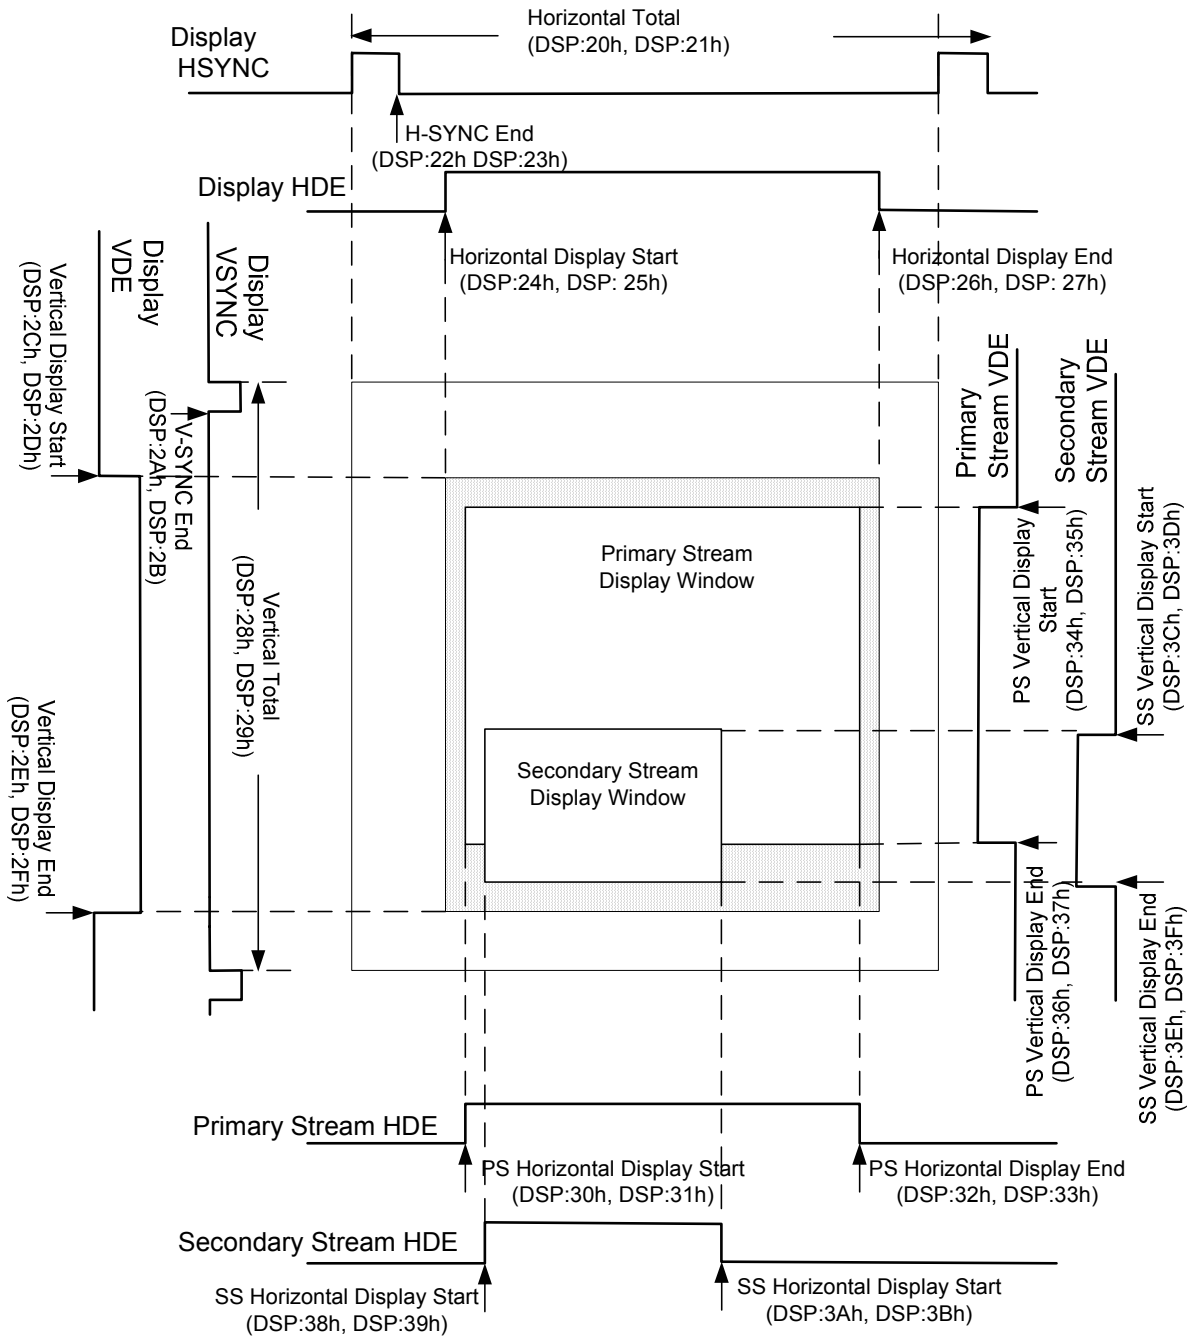 Horizontal Total
(DSP:20h, DSP:21h)
Display
HSYNC
H-SYNC End
(DSP:22h DSP:23h)
Display HDE
Horizontal Display Start
(DSP:24h, DSP: 25h)
Horizontal Display End
(DSP:26h, DSP: 27h)
Display
VSYNC
Display
VDE
Vertical Display Start
(DSP:2Ch, DSP:2Dh)
V-SYNC End
(DSP:2Ah, DSP:2B)
Vertical Total
(DSP:28h, DSP:29h)
Vertical Display End
(DSP:2Eh, DSP:2Fh)
Primary Stream
Display Window
Secondary Stream
Display Window
Primary
Stream VDE
Secondary
Stream VDE
PS Vertical Display
Start
(DSP:34h, DSP:35h)
SS Vertical Display Start
(DSP:3Ch, DSP:3Dh)
PS Vertical Display End
(DSP:36h, DSP:37h)
SS Vertical Display End
(DSP:3Eh, DSP:3Fh)
Primary Stream HDE
PS Horizontal Display Start
(DSP:30h, DSP:31h)
PS Horizontal Display End
(DSP:32h, DSP:33h)
Secondary Stream HDE
SS Horizontal Display Start
(DSP:38h, DSP:39h)
SS Horizontal Display Start
(DSP:3Ah, DSP:3Bh)